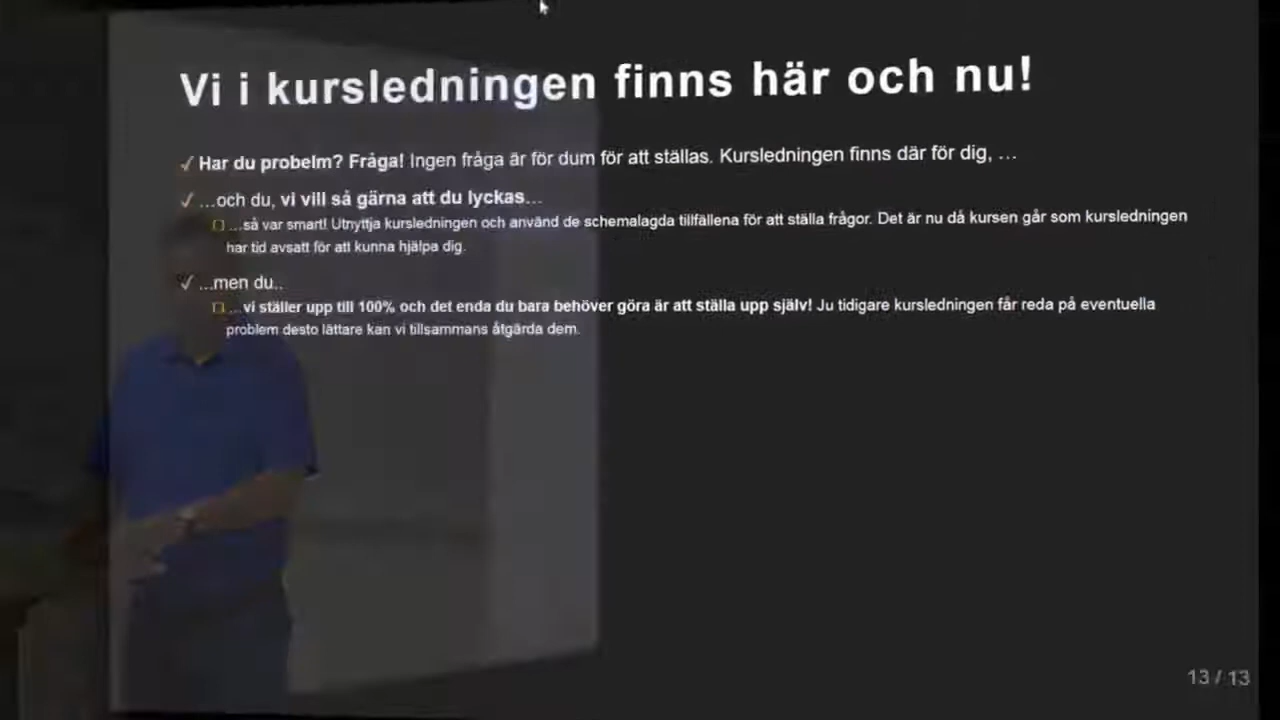 Vi i kursledningen finns här och nu!
✓ Har du probelm? Fråga! Ingen fråga är för dum för att ställas. Kursledningen finns där för dig, …
✓ …och du, vi vill så gärna att du lyckas…
☐ …så var smart! Utnyttja kursledningen och använd de schemalagda tillfällena för att ställa frågor. Det är nu då kursen går som kursledningen
har tid avsatt för att kunna hjälpa dig.
✓ …men du..
☐ …vi ställer upp till 100% och det enda du bara behöver göra är att ställa upp själv! Ju tidigare kursledningen får reda på eventuella
problem desto lättare kan vi tillsammans åtgärda dem.
13 / 13